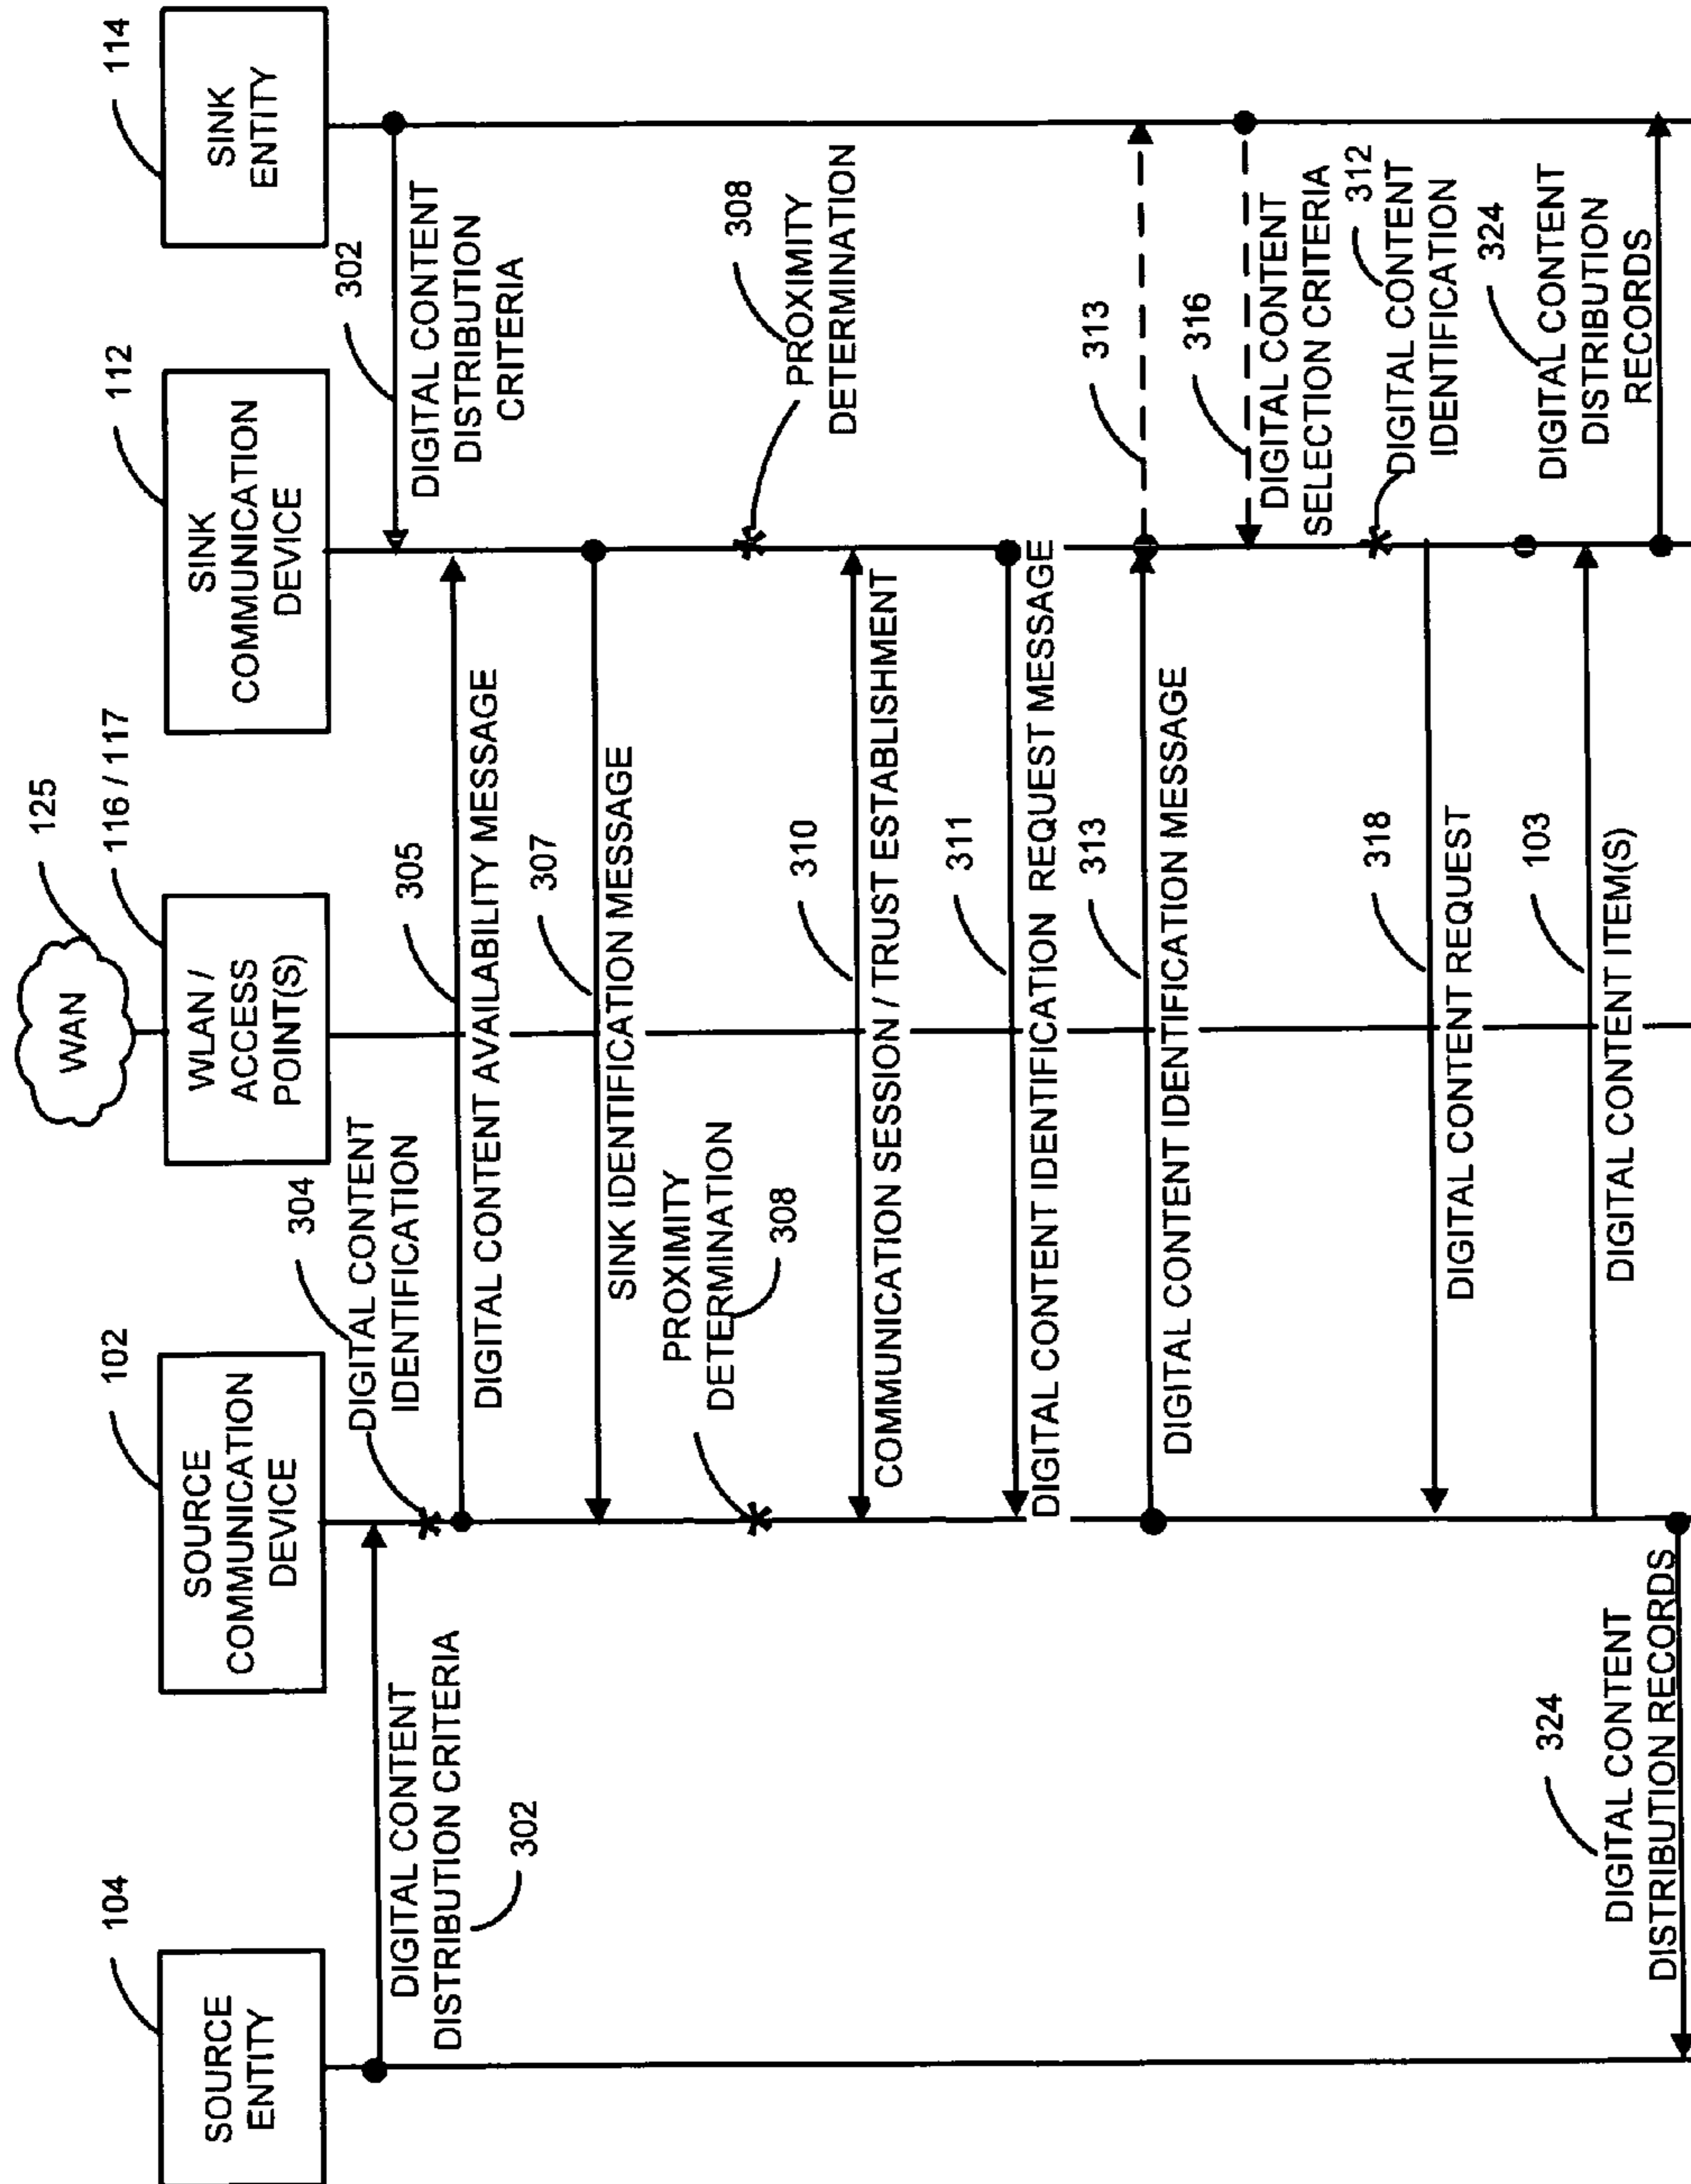 125
WAN
104
102
116 / 117
112
114
SOURCE
ENTITY
SOURCE
COMMUNICATION
DEVICE
WLAN /
ACCESS
POINT(S)
SINK
COMMUNICATION
DEVICE
SINK
ENTITY
302
DIGITAL CONTENT
DISTRIBUTION CRITERIA
302
DIGITAL CONTENT
DISTRIBUTION
CRITERIA
304
DIGITAL CONTENT
IDENTIFICATION
305
DIGITAL CONTENT AVAILABILITY MESSAGE
307
SINK IDENTIFICATION MESSAGE
PROXIMITY
DETERMINATION
308
308
PROXIMITY
DETERMINATION
310
COMMUNICATION SESSION / TRUST ESTABLISHMENT
311
DIGITAL CONTENT IDENTIFICATION REQUEST MESSAGE
313
313
DIGITAL CONTENT IDENTIFICATION MESSAGE
316
DIGITAL CONTENT
SELECTION CRITERIA
312
DIGITAL CONTENT
IDENTIFICATION
318
DIGITAL CONTENT REQUEST
324
DIGITAL CONTENT
DISTRIBUTION
RECORDS
103
DIGITAL CONTENT ITEM(S)
324
DIGITAL CONTENT
DISTRIBUTION RECORDS